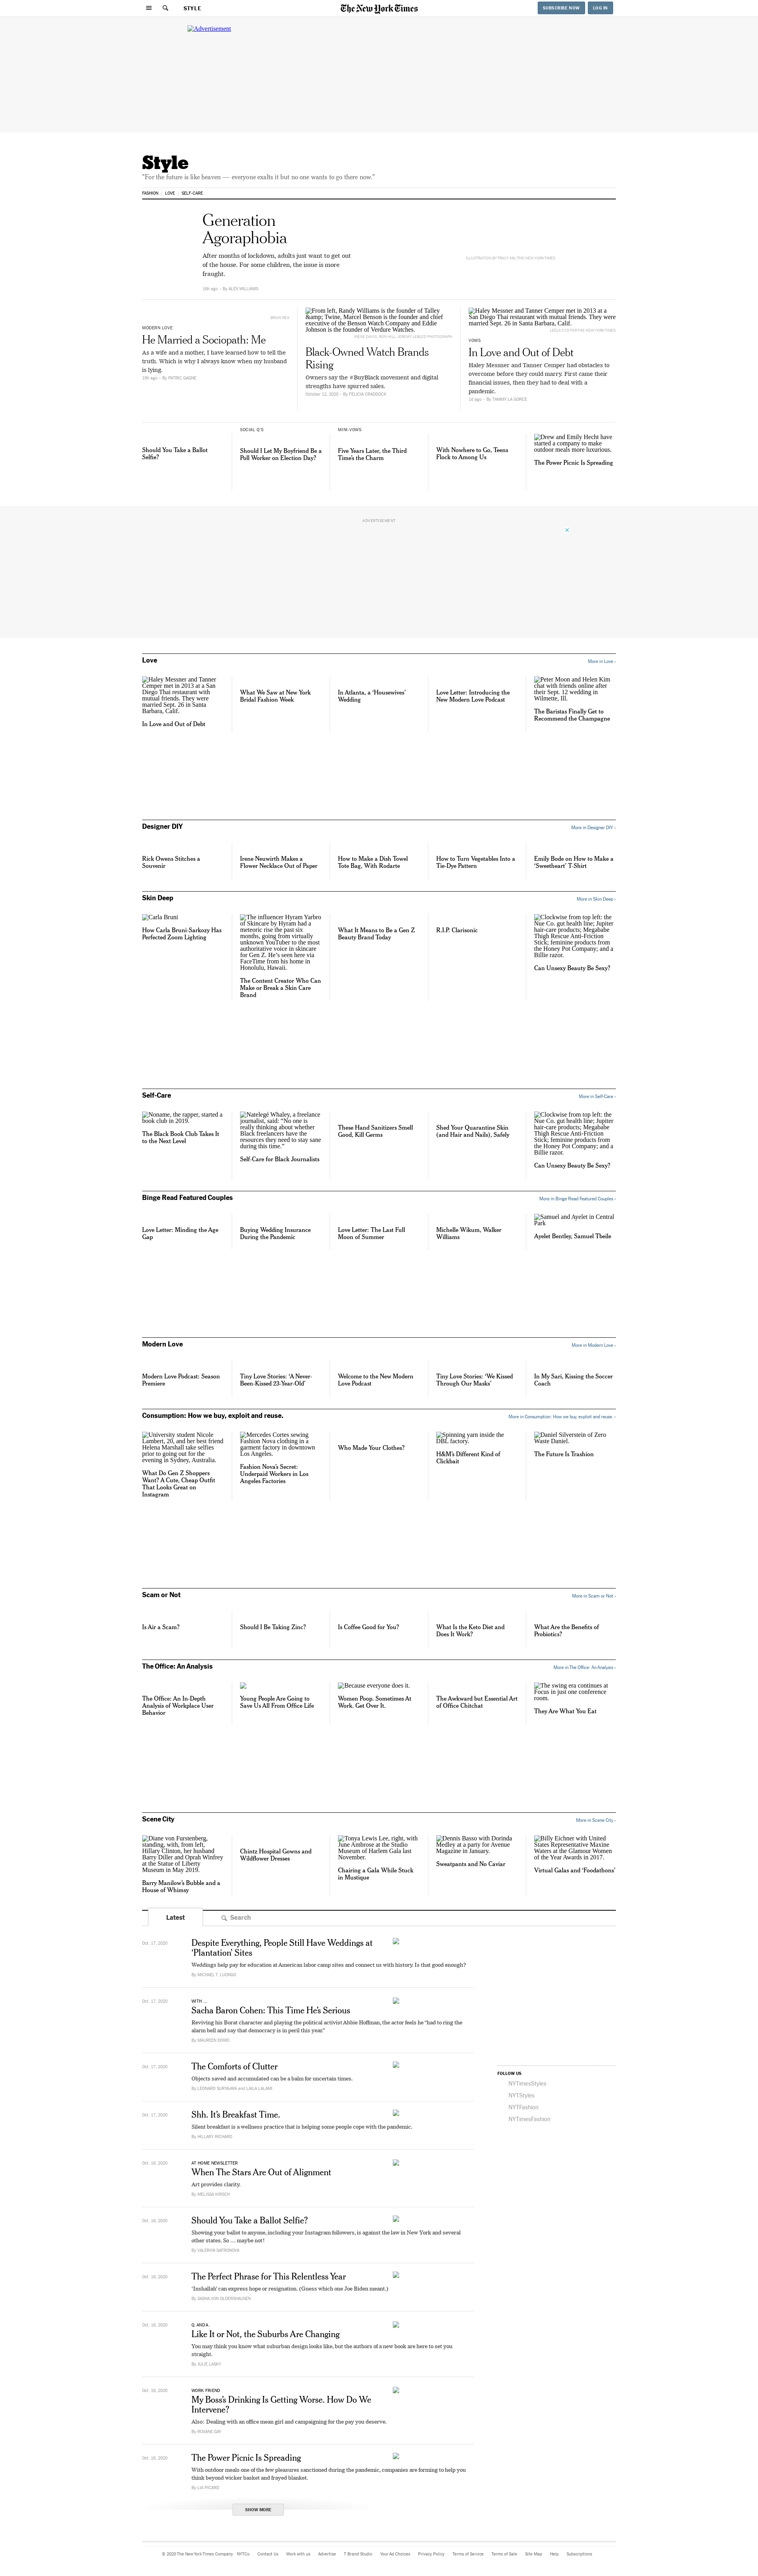 STYLE
The New York Times
SUBSCRIBE NOW
LOG IN
Advertisement
Style
"For the future is like heaven — everyone exalts it but no one wants to go there now."
FASHION
LOVE
SELF-CARE
Generation Agoraphobia
After months of lockdown, adults just want to get out of the house. For some children, the issue is more fraught.
By ALEX WILLIAMS
MODERN LOVE
He Married a Sociopath: Me
As a wife and a mother, I have learned how to tell the truth. Which is why I always know when my husband is lying.
By PATRIC GAGNE
From left, Randy Williams is the founder of Talley &amp; Twine, Marcel Benson is the founder and chief executive of the Benson Watch Company and Eddie Johnson is the founder of Verdure Watches.
Black-Owned Watch Brands Rising
Owners say the #BuyBlack movement and digital strengths have spurred sales.
October 12, 2020 - By FELICIA CRADDOCK
Haley Messner and Tanner Cemper met in 2013 at a San Diego Thai restaurant with mutual friends. They were married Sept. 26 in Santa Barbara, Calif.
VOWS
In Love and Out of Debt
Haley Messner and Tanner Cemper had obstacles to overcome before they could marry. First came their financial issues, then they had to deal with a pandemic.
1d ago - By TAMMY LA GORCE
Should You Take a Ballot Selfie?
SOCIAL Q'S
Should I Let My Boyfriend Be a Poll Worker on Election Day?
MINI-VOWS
Five Years Later, the Third Time's the Charm
With Nowhere to Go, Teens Flock to Among Us
Drew and Emily Hecht have started a company to make outdoor meals more luxurious.
The Power Picnic Is Spreading
ADVERTISEMENT
Love
More in Love ›
Haley Messner and Tanner Cemper met in 2013 at a San Diego Thai restaurant with mutual friends. They were married Sept. 26 in Santa Barbara, Calif.
In Love and Out of Debt
What We Saw at New York Bridal Fashion Week
In Atlanta, a 'Housewives' Wedding
Love Letter: Introducing the New Modern Love Podcast
Peter Moon and Helen Kim chat with friends online after their Sept. 12 wedding in Wilmette, Ill.
The Baristas Finally Get to Recommend the Champagne
Designer DIY
More in Designer DIY ›
Rick Owens Stitches a Souvenir
Irene Neuwirth Makes a Flower Necklace Out of Paper
How to Make a Dish Towel Tote Bag, With Rodarte
How to Turn Vegetables Into a Tie-Dye Pattern
Emily Bode on How to Make a 'Sweetheart' T-Shirt
Skin Deep
More in Skin Deep ›
Carla Bruni
How Carla Bruni-Sarkozy Has Perfected Zoom Lighting
The influencer Hyram Yarbro of Skincare by Hyram had a meteoric rise the past six months, going from virtually unknown YouTuber to the most authoritative voice in skincare for Gen Z. He's seen here via FaceTime from his home in Honolulu, Hawaii.
The Content Creator Who Can Make or Break a Skin Care Brand
What It Means to Be a Gen Z Beauty Brand Today
R.I.P. Clarisonic
Clockwise from top left: the Nue Co. gut health line; Jupiter hair-care products; Megababe Thigh Rescue Anti-Friction Stick; feminine products from the Honey Pot Company; and a Billie razor.
Can Unsexy Beauty Be Sexy?
Self-Care
More in Self-Care ›
Noname, the rapper, started a book club in 2019.
The Black Book Club Takes It to the Next Level
Natelegé Whaley, a freelance journalist, said: "No one is really thinking about whether Black freelancers have the resources they need to stay sane during this time."
Self-Care for Black Journalists
These Hand Sanitizers Smell Good, Kill Germs
Shed Your Quarantine Skin (and Hair and Nails), Safely
Clockwise from top left: the Nue Co. gut health line; Jupiter hair-care products; Megababe Thigh Rescue Anti-Friction Stick; feminine products from the Honey Pot Company; and a Billie razor.
Can Unsexy Beauty Be Sexy?
Binge Read Featured Couples
More in Binge Read Featured Couples ›
Love Letter: Minding the Age Gap
Buying Wedding Insurance During the Pandemic
Love Letter: The Last Full Moon of Summer
Michelle Wikum, Walker Williams
Samuel and Ayelet in Central Park
Ayelet Bentley, Samuel Tbeile
Modern Love
More in Modern Love ›
Modern Love Podcast: Season Premiere
Tiny Love Stories: 'A Never-Been-Kissed 23-Year-Old'
Welcome to the New Modern Love Podcast
Tiny Love Stories: 'We Kissed Through Our Masks'
In My Sari, Kissing the Soccer Coach
Consumption: How we buy, exploit and reuse.
More in Consumption: How we buy, exploit and reuse. ›
University student Nicole Lambert, 20, and her best friend Helena Marshall take selfies prior to going out for the evening in Sydney, Australia.
What Do Gen Z Shoppers Want? A Cute, Cheap Outfit That Looks Great on Instagram
Mercedes Cortes sewing Fashion Nova clothing in a garment factory in downtown Los Angeles.
Fashion Nova's Secret: Underpaid Workers in Los Angeles Factories
Who Made Your Clothes?
Spinning yarn inside the DBL factory.
H&M's Different Kind of Clickbait
Daniel Silverstein of Zero Waste Daniel.
The Future Is Trashion
Scam or Not
More in Scam or Not ›
Is Air a Scam?
Should I Be Taking Zinc?
Is Coffee Good for You?
What Is the Keto Diet and Does It Work?
What Are the Benefits of Probiotics?
The Office: An Analysis
More in The Office: An Analysis ›
The Office: An In-Depth Analysis of Workplace User Behavior
Young People Are Going to Save Us All From Office Life
Because everyone does it.
Women Poop. Sometimes At Work. Get Over It.
The Awkward but Essential Art of Office Chitchat
The swing era continues at Focus in just one conference room.
They Are What You Eat
Scene City
More in Scene City ›
Diane von Furstenberg, standing, with, from left, Hillary Clinton, her husband Barry Diller and Oprah Winfrey at the Statue of Liberty Museum in May 2019.
Barry Manilow's Bubble and a House of Whimsy
Chintz Hospital Gowns and Wildflower Dresses
Tonya Lewis Lee, right, with June Ambrose at the Studio Museum of Harlem Gala last November.
Chairing a Gala While Stuck in Mustique
Dennis Basso with Dorinda Medley at a party for Avenue Magazine in January.
Sweatpants and No Caviar
Billy Eichner with United States Representative Maxine Waters at the Glamour Women of the Year Awards in 2017.
Virtual Galas and 'Foodathons'
Latest
Search
Oct. 17, 2020
Despite Everything, People Still Have Weddings at 'Plantation' Sites
Weddings help pay for education at American labor camp sites and connect us with history. Is that good enough?
By MICHAEL T. LUONGO
Oct. 17, 2020
WITH ...
Sacha Baron Cohen: This Time He's Serious
Reviving his Borat character and playing the political activist Abbie Hoffman, the actor feels he "had to ring the alarm bell and say that democracy is in peril this year."
By MAUREEN DOWD
Oct. 17, 2020
The Comforts of Clutter
Objects saved and accumulated can be a balm for uncertain times.
Oct. 17, 2020
Shh. It's Breakfast Time.
Silent breakfast is a wellness practice that is helping some people cope with the pandemic.
By HILLARY RICHARD
Oct. 16, 2020
AT HOME NEWSLETTER
When The Stars Are Out of Alignment
Art provides clarity.
By MELISSA KIRSCH
Oct. 16, 2020
Should You Take a Ballot Selfie?
Showing your ballot to anyone, including your Instagram followers, is against the law in New York and several other states. So ... maybe not!
By VALERIYA SAFRONOVA
Oct. 16, 2020
The Perfect Phrase for This Relentless Year
'Inshallah' can express hope or resignation. (Guess which one Joe Biden meant.)
Oct. 16, 2020
Q. AND A.
Like It or Not, the Suburbs Are Changing
You may think you know what suburban design looks like, but the authors of a new book are here to set you straight.
By JULIE LASKY
Oct. 16, 2020
WORK FRIEND
My Boss's Drinking Is Getting Worse. How Do We Intervene?
Also: Dealing with an office mean girl and campaigning for the pay you deserve.
By ROXANE GAY
Oct. 16, 2020
The Power Picnic Is Spreading
With outdoor meals one of the few pleasures sanctioned during the pandemic, companies are forming to help you think beyond wicker basket and frayed blanket.
By LIA PICARD
SHOW MORE
FOLLOW US
NYTimesStyles
NYTStyles
NYTFashion
NYTimesFashion
© 2020 The New York Times Company
NYTCo
Contact Us
Work with us
Advertise
T Brand Studio
Your Ad Choices
Privacy Policy
Terms of Service
Terms of Sale
Site Map
Help
Subscriptions